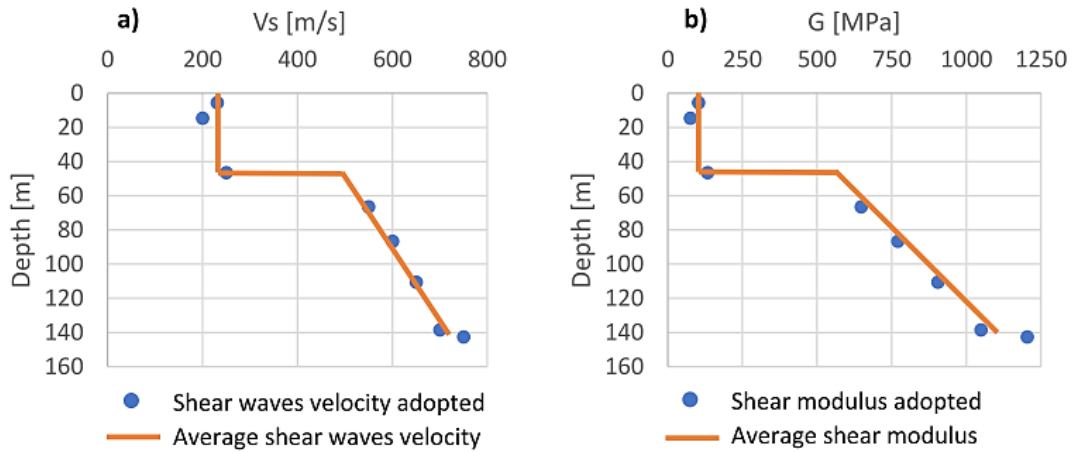 a) Vs [m/s]
0 200 400 600 800
0
20
40
60
80
100
120
140
160
Depth [m]
Shear waves velocity adopted
Average shear waves velocity
b) G [MPa]
0 250 500 750 1000 1250
0
20
40
60
80
100
120
140
160
Depth [m]
Shear modulus adopted
Average shear modulus